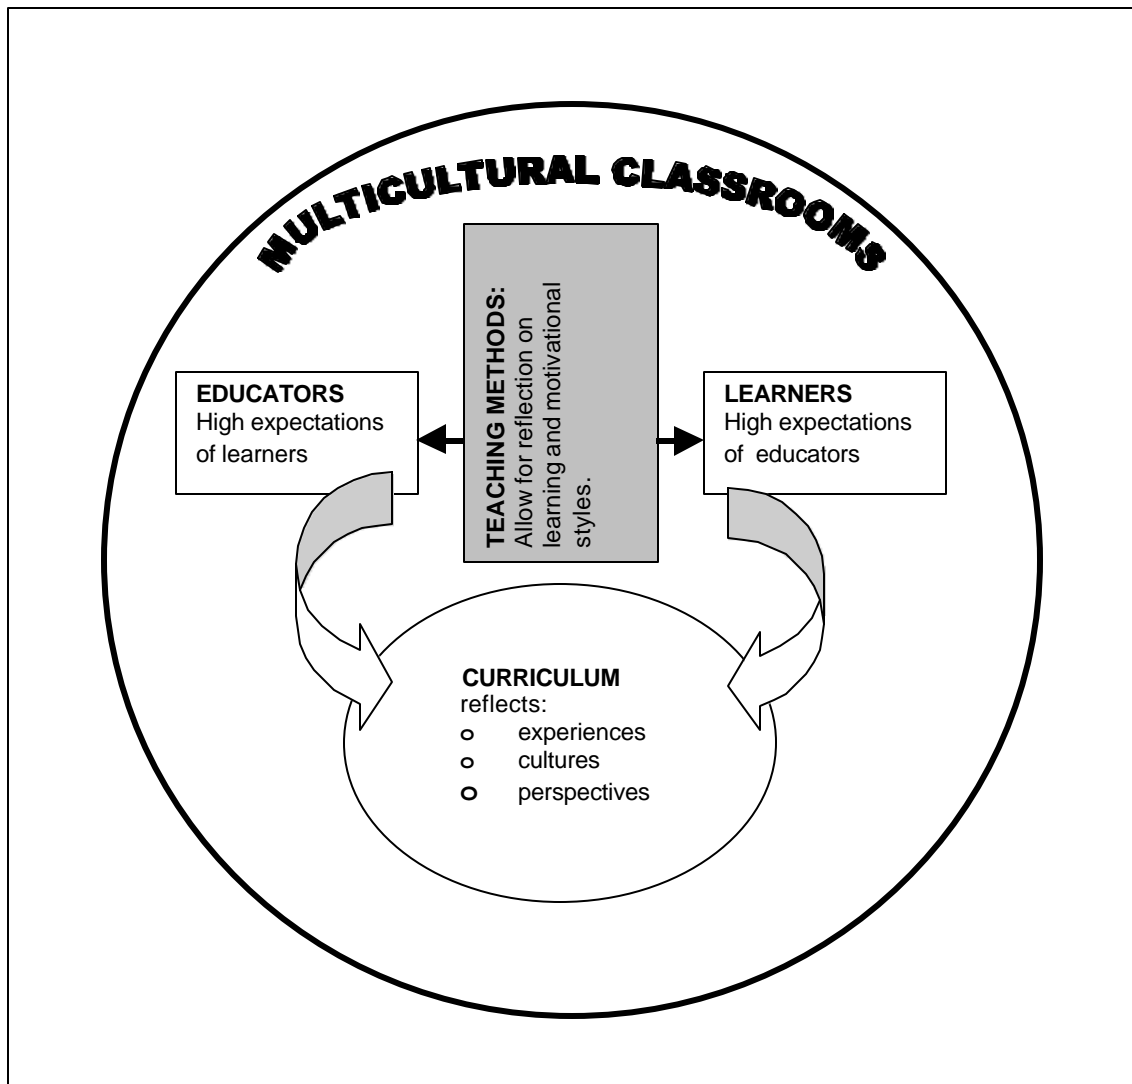 MULTICULTURAL CLASSROOMS
TEACHING METHODS:
Allow for reflection on
learning and motivational
styles.
EDUCATORS
High expectations
of learners
LEARNERS
High expectations
of educators
CURRICULUM
reflects:
o experiences
o cultures
o perspectives